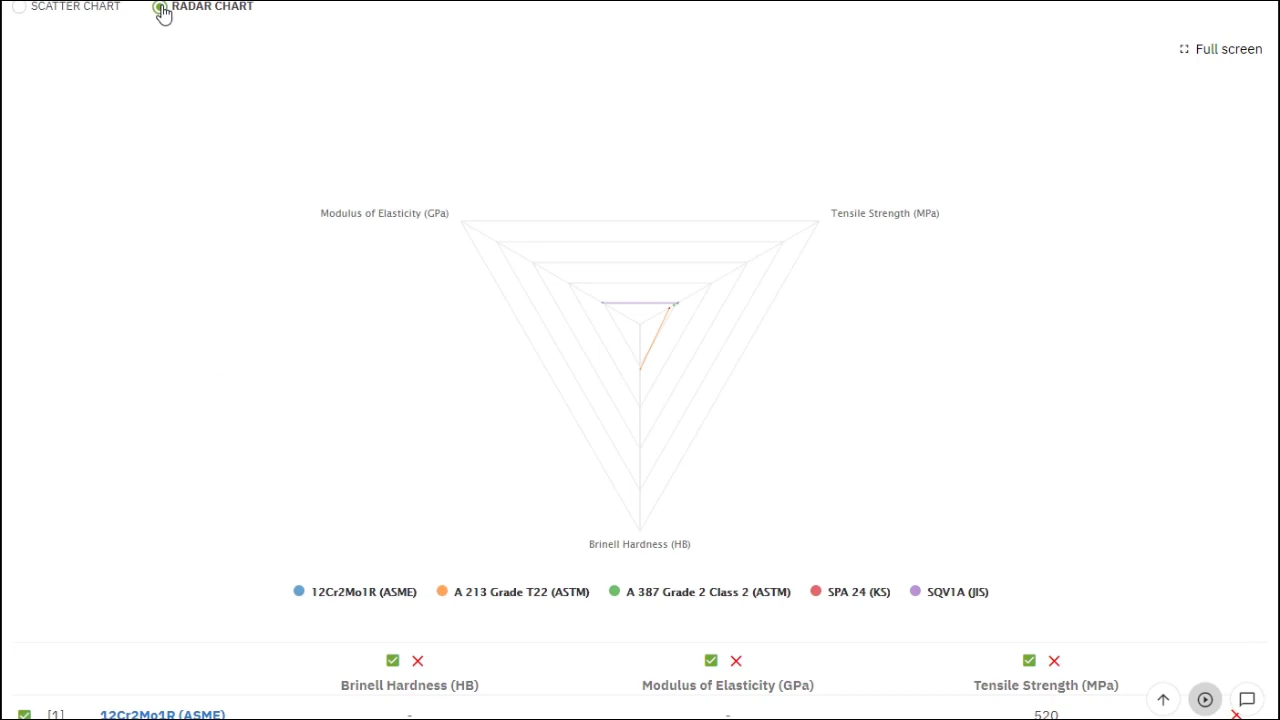 SCATTER CHART
RADAR CHART
Full screen
Modulus of Elasticity (GPa)
Tensile Strength (MPa)
Brinell Hardness (HB)
12Cr2Mo1R (ASME)
A 213 Grade T22 (ASTM)
A 387 Grade 2 Class 2 (ASTM)
SPA 24 (KS)
SQV1A (JIS)
Brinell Hardness (HB)
Modulus of Elasticity (GPa)
Tensile Strength (MPa)
[1] 12Cr2Mo1R (ASME) - - 520